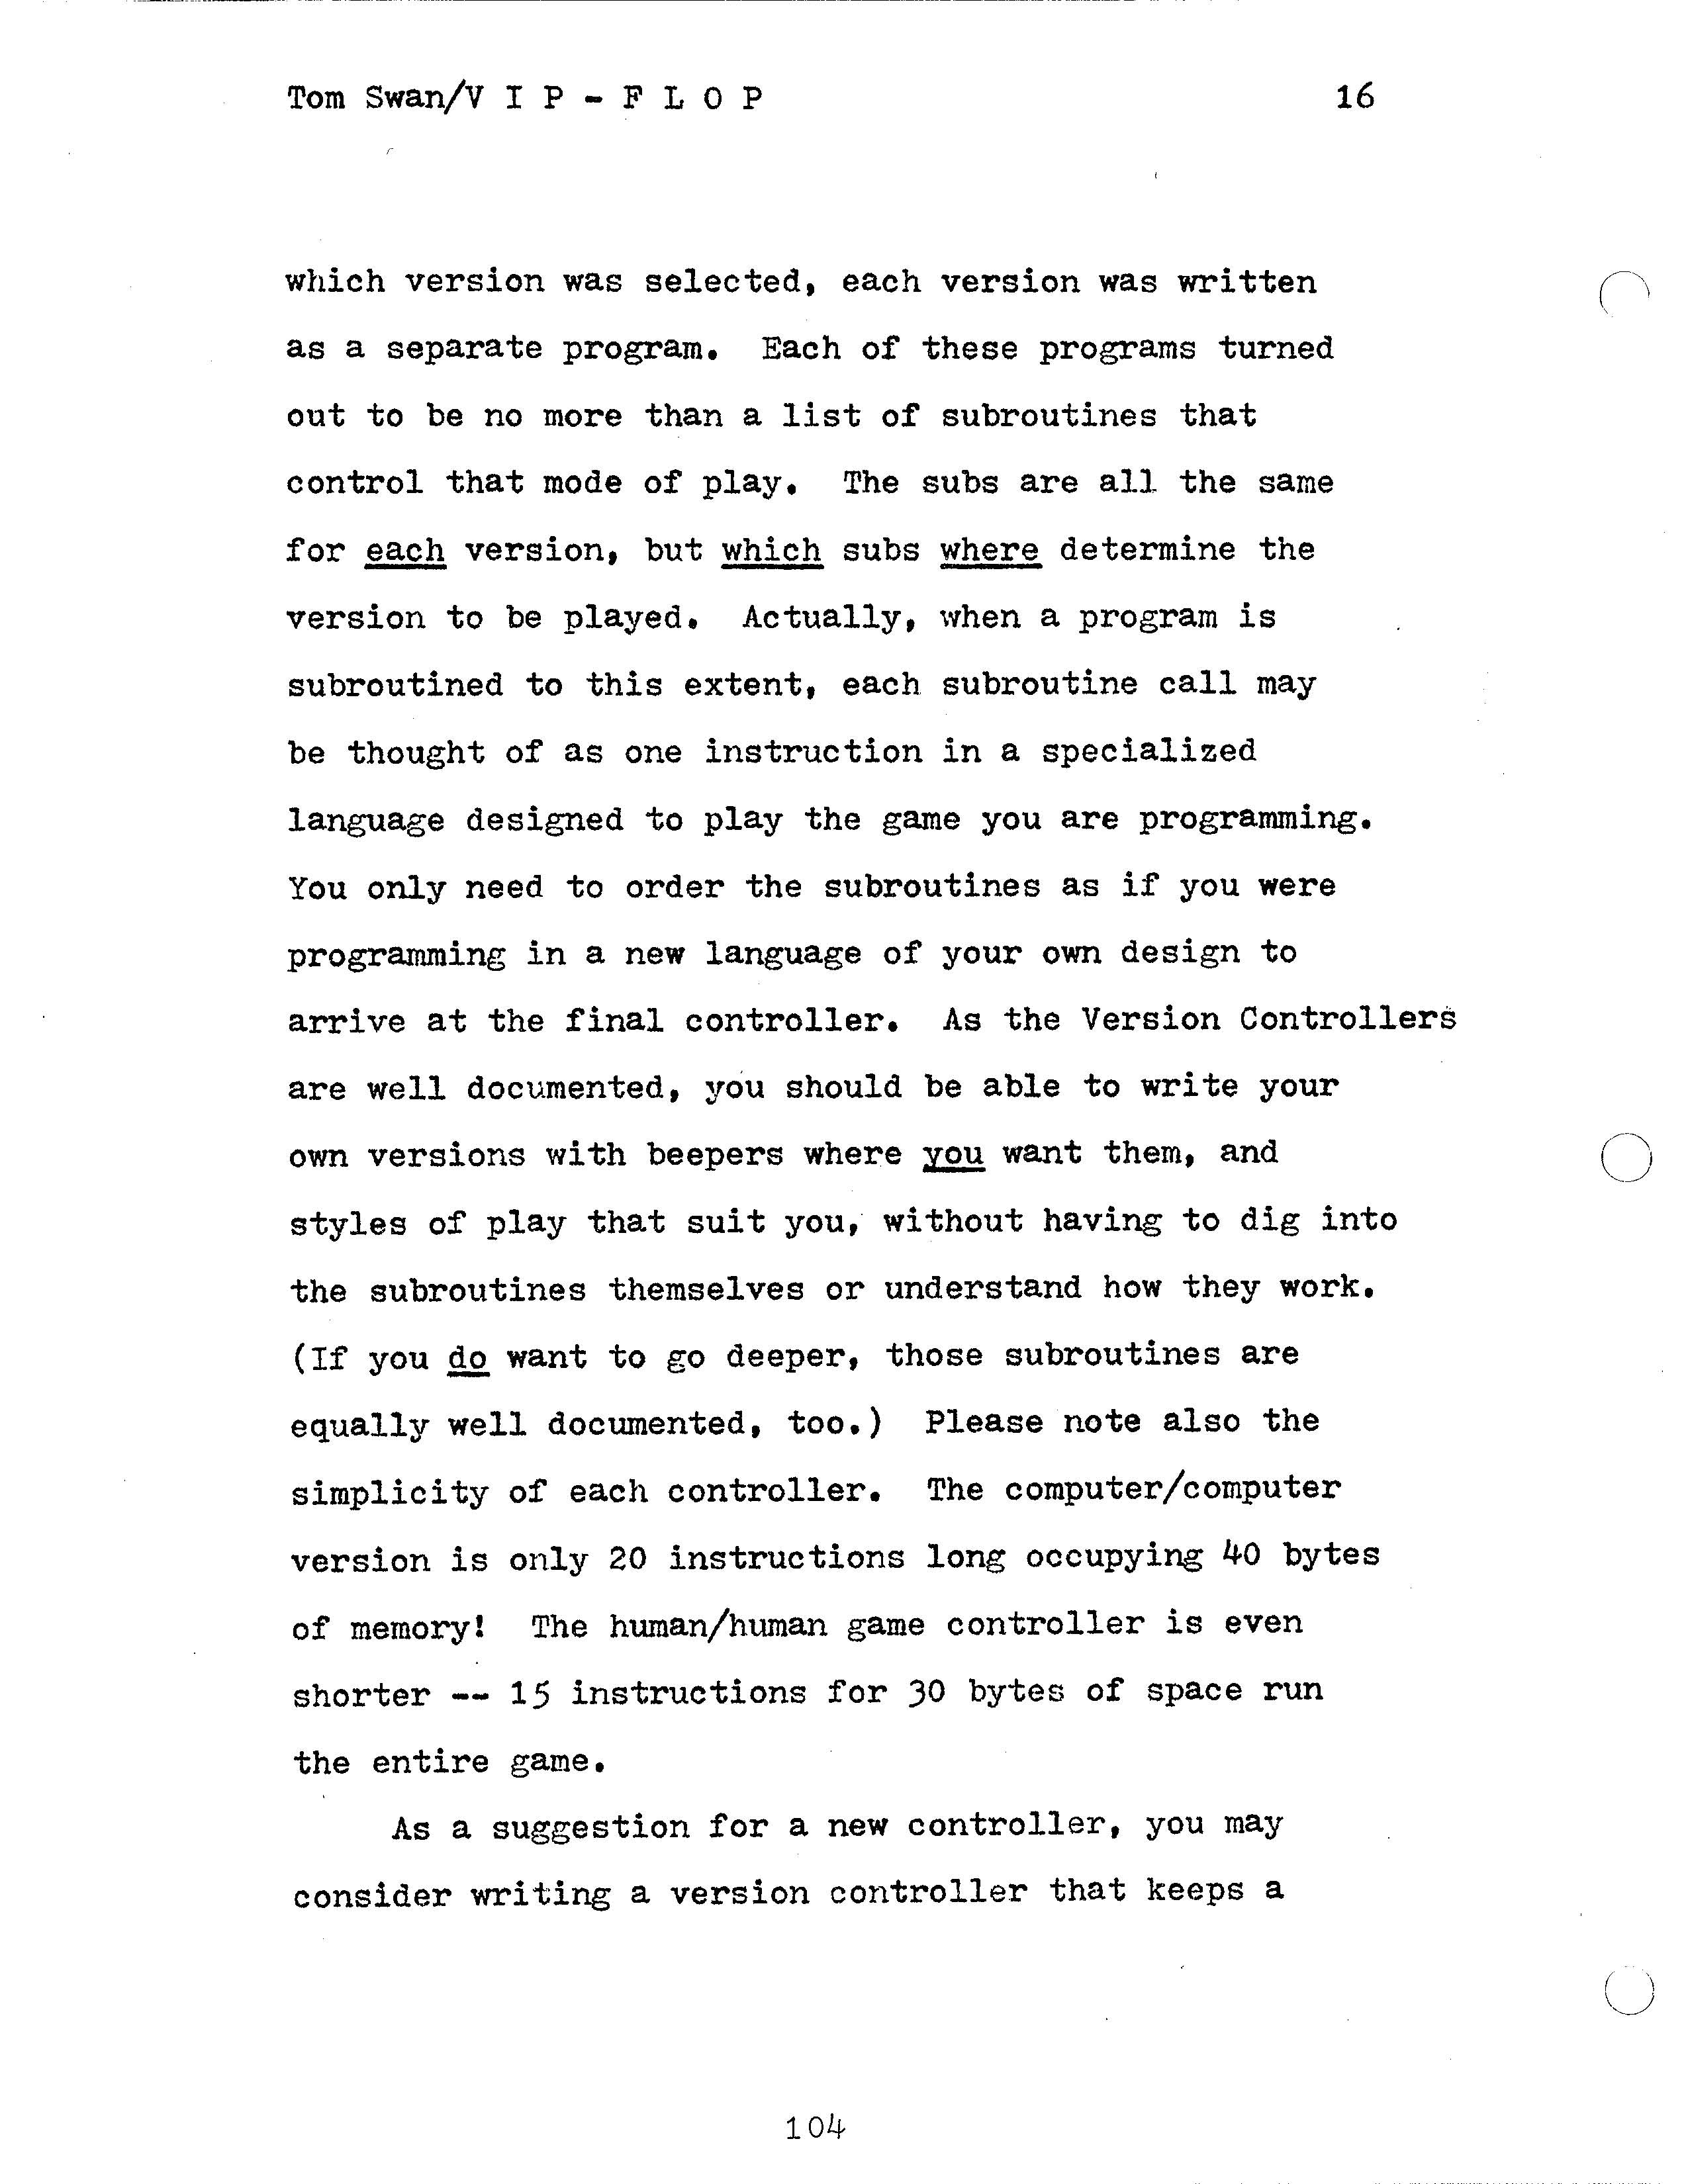 Tom Swan/V I P - F L O P 16
which version was selected, each version was written
as a separate program. Each of these programs turned
out to be no more than a list of subroutines that
control that mode of play. The subs are all the same
for each version, but which subs where determine the
version to be played. Actually, when a program is
subroutined to this extent, each subroutine call may
be thought of as one instruction in a specialized
language designed to play the game you are programming.
You only need to order the subroutines as if you were
programming in a new language of your own design to
arrive at the final controller. As the Version Controllers
are well documented, you should be able to write your
own versions with beepers where you want them, and
styles of play that suit you, without having to dig into
the subroutines themselves or understand how they work.
(If you do want to go deeper, those subroutines are
equally well documented, too.) Please note also the
simplicity of each controller. The computer/computer
version is only 20 instructions long occupying 40 bytes
of memory! The human/human game controller is even
shorter -- 15 instructions for 30 bytes of space run
the entire game.
As a suggestion for a new controller, you may
consider writing a version controller that keeps a
104